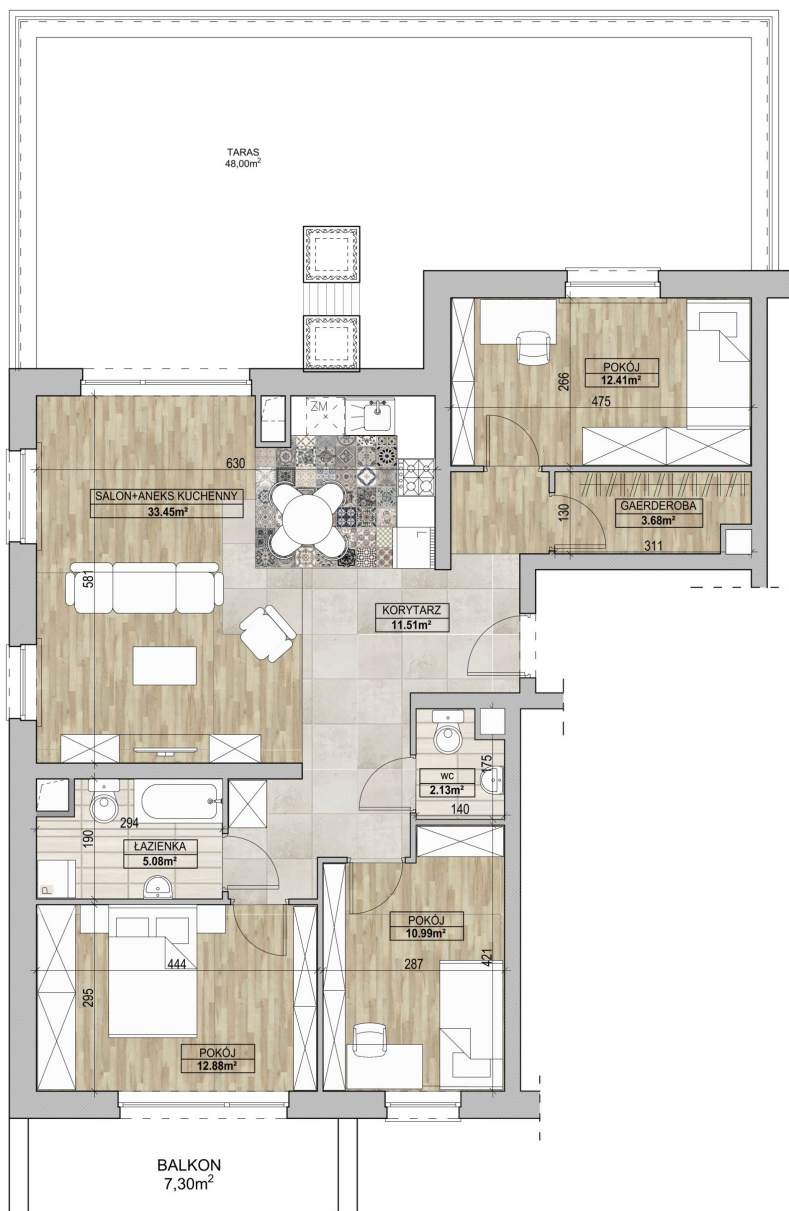 TARAS
48,00m²
POKÓJ
12.41m²
266
475
ZM
630
SALON+ANEKS KUCHENNY
33.45m²
GAERDEROBA
3.68m²
130
311
L
581
KORYTARZ
11.51m²
WC
2.13m²
175
140
294
190
ŁAZIENKA
5.08m²
P
POKÓJ
10.99m²
287
421
444
295
POKÓJ
12.88m²
BALKON
7,30m²